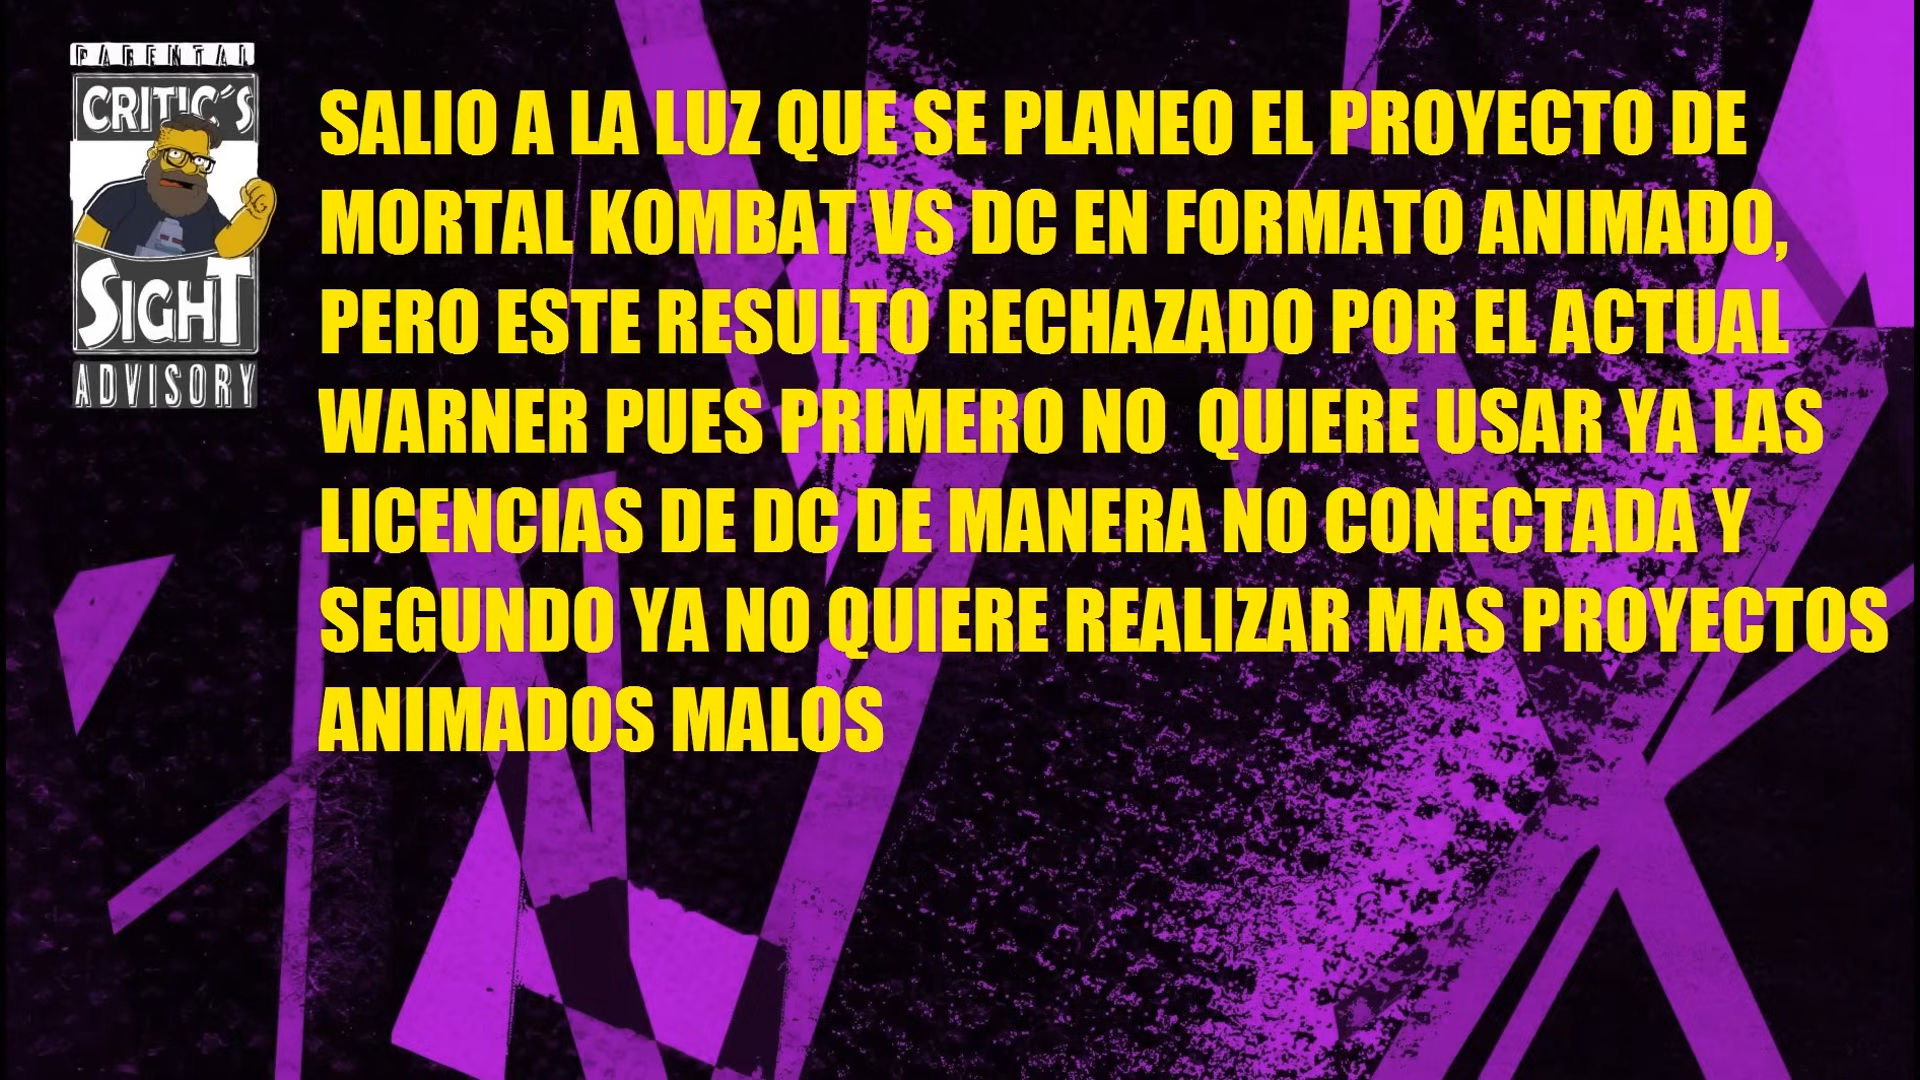 PARENTAL
CRITIC´S
SIGHT
ADVISORY
SALIO A LA LUZ QUE SE PLANEO EL PROYECTO DE
MORTAL KOMBAT VS DC EN FORMATO ANIMADO,
PERO ESTE RESULTO RECHAZADO POR EL ACTUAL
WARNER PUES PRIMERO NO  QUIERE USAR YA LAS
LICENCIAS DE DC DE MANERA NO CONECTADA Y
SEGUNDO YA NO QUIERE REALIZAR MAS PROYECTOS
ANIMADOS MALOS